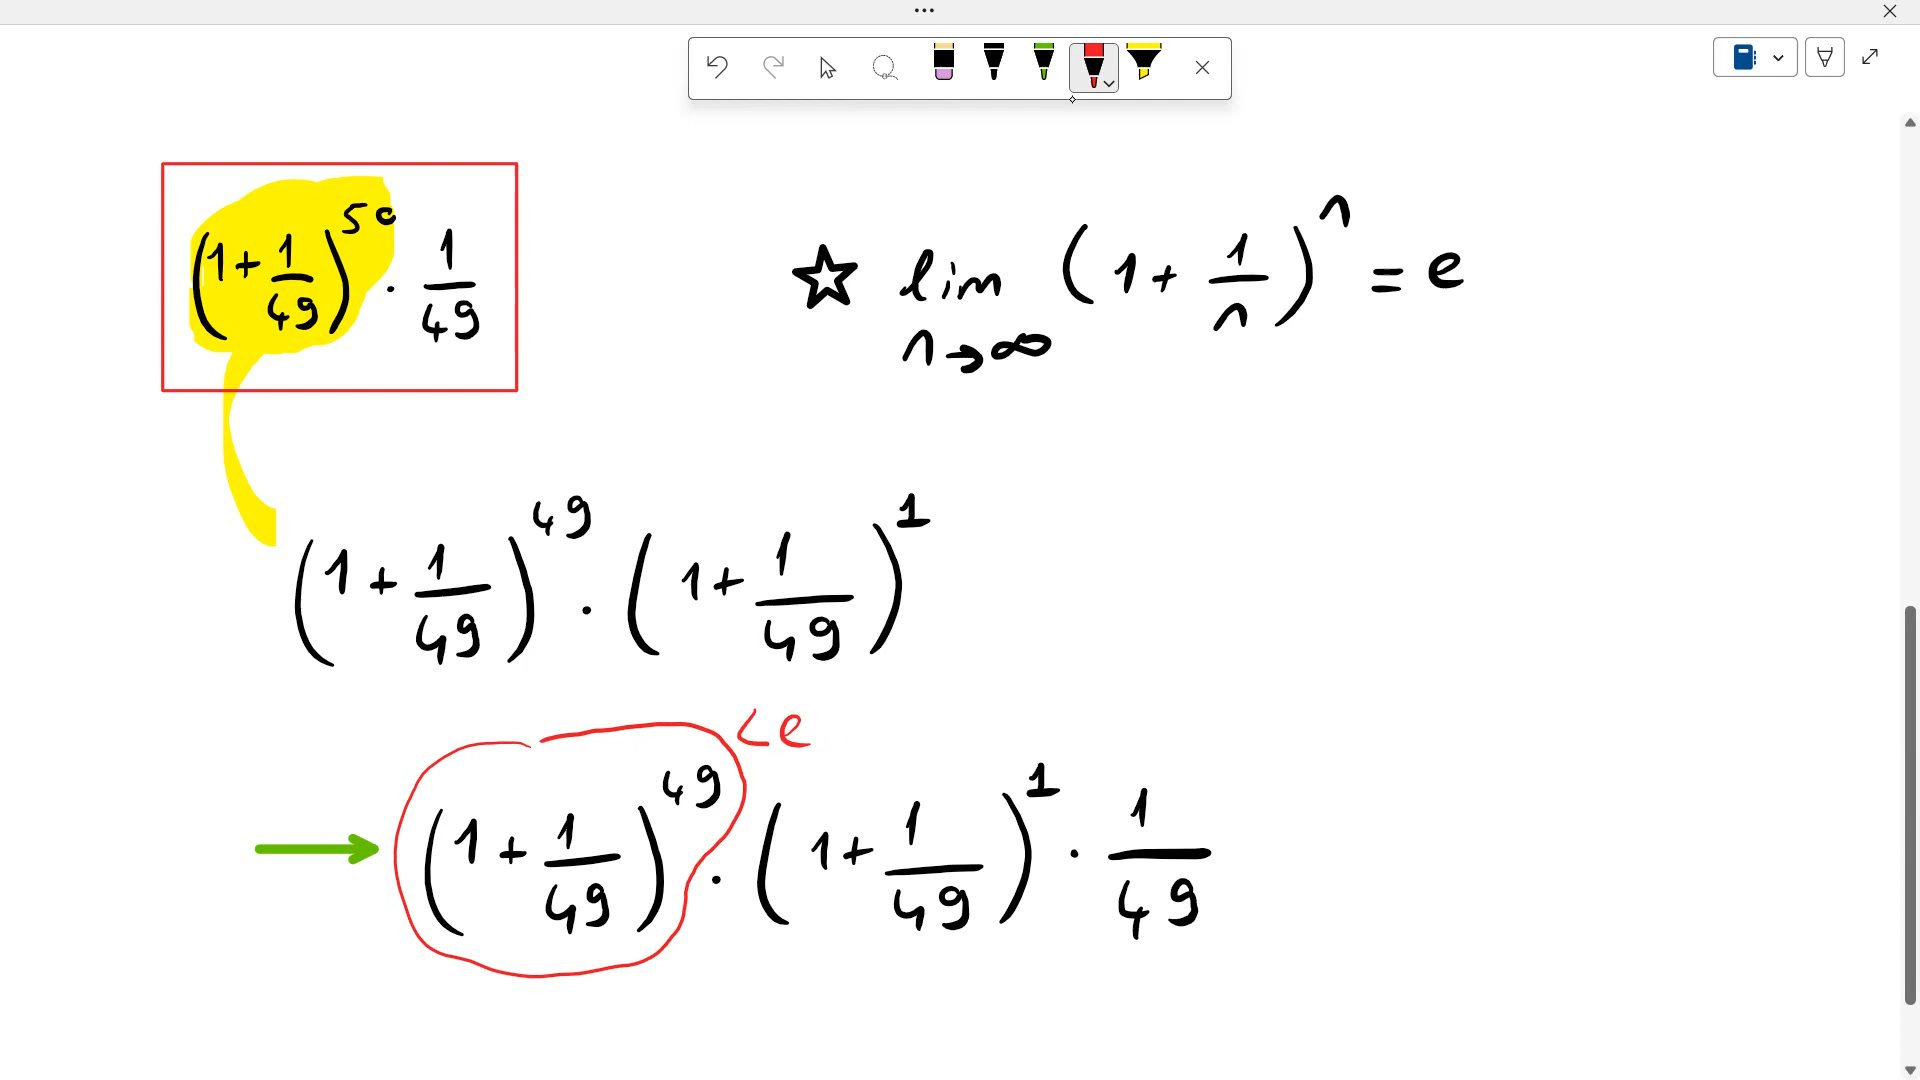 (1+1/49)^50 · 1/49
☆ lim n→∞ (1+1/n)^n = e
(1+1/49)^49 · (1+1/49)^1
<e
→ (1+1/49)^49 · (1+1/49)^1 · 1/49